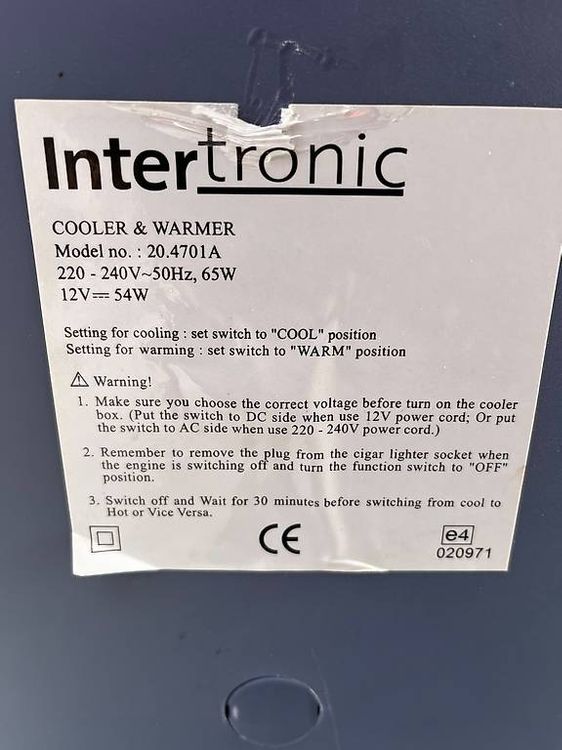 Intertronic
COOLER & WARMER
Model no. : 20.4701A
220 - 240V~50Hz, 65W
12V⎓ 54W
Setting for cooling : set switch to "COOL" position
Setting for warming : set switch to "WARM" position
⚠ Warning!
1. Make sure you choose the correct voltage before turn on the cooler
box. (Put the switch to DC side when use 12V power cord; Or put
the switch to AC side when use 220 - 240V power cord.)
2. Remember to remove the plug from the cigar lighter socket when
the engine is switching off and turn the function switch to "OFF"
position.
3. Switch off and Wait for 30 minutes before switching from cool to
Hot or Vice Versa.
CE
e4
020971